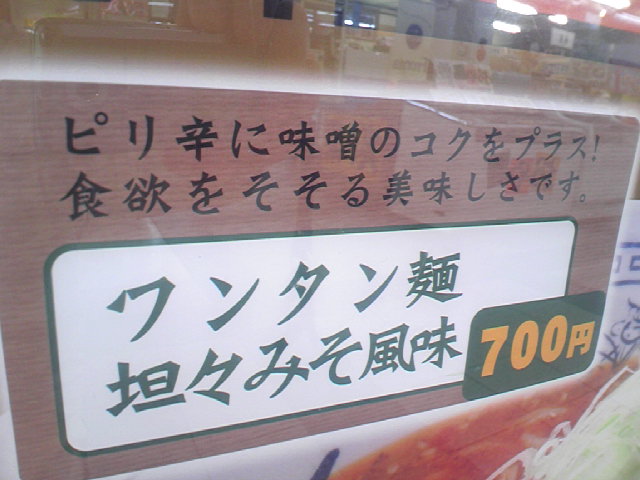 ピリ辛に味噌のコクをプラス!
食欲をそそる美味しさです。
ワンタン麺
坦々みそ風味
700円